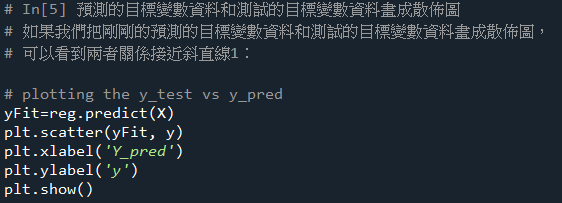 # In[5] 預測的目標變數資料和測試的目標變數資料畫成散佈圖
# 如果我們把剛剛的預測的目標變數資料和測試的目標變數資料畫成散佈圖，
# 可以看到兩者關係接近斜直線1：
# plotting the y_test vs y_pred
yFit=reg.predict(X)
plt.scatter(yFit, y)
plt.xlabel('Y_pred')
plt.ylabel('y')
plt.show()